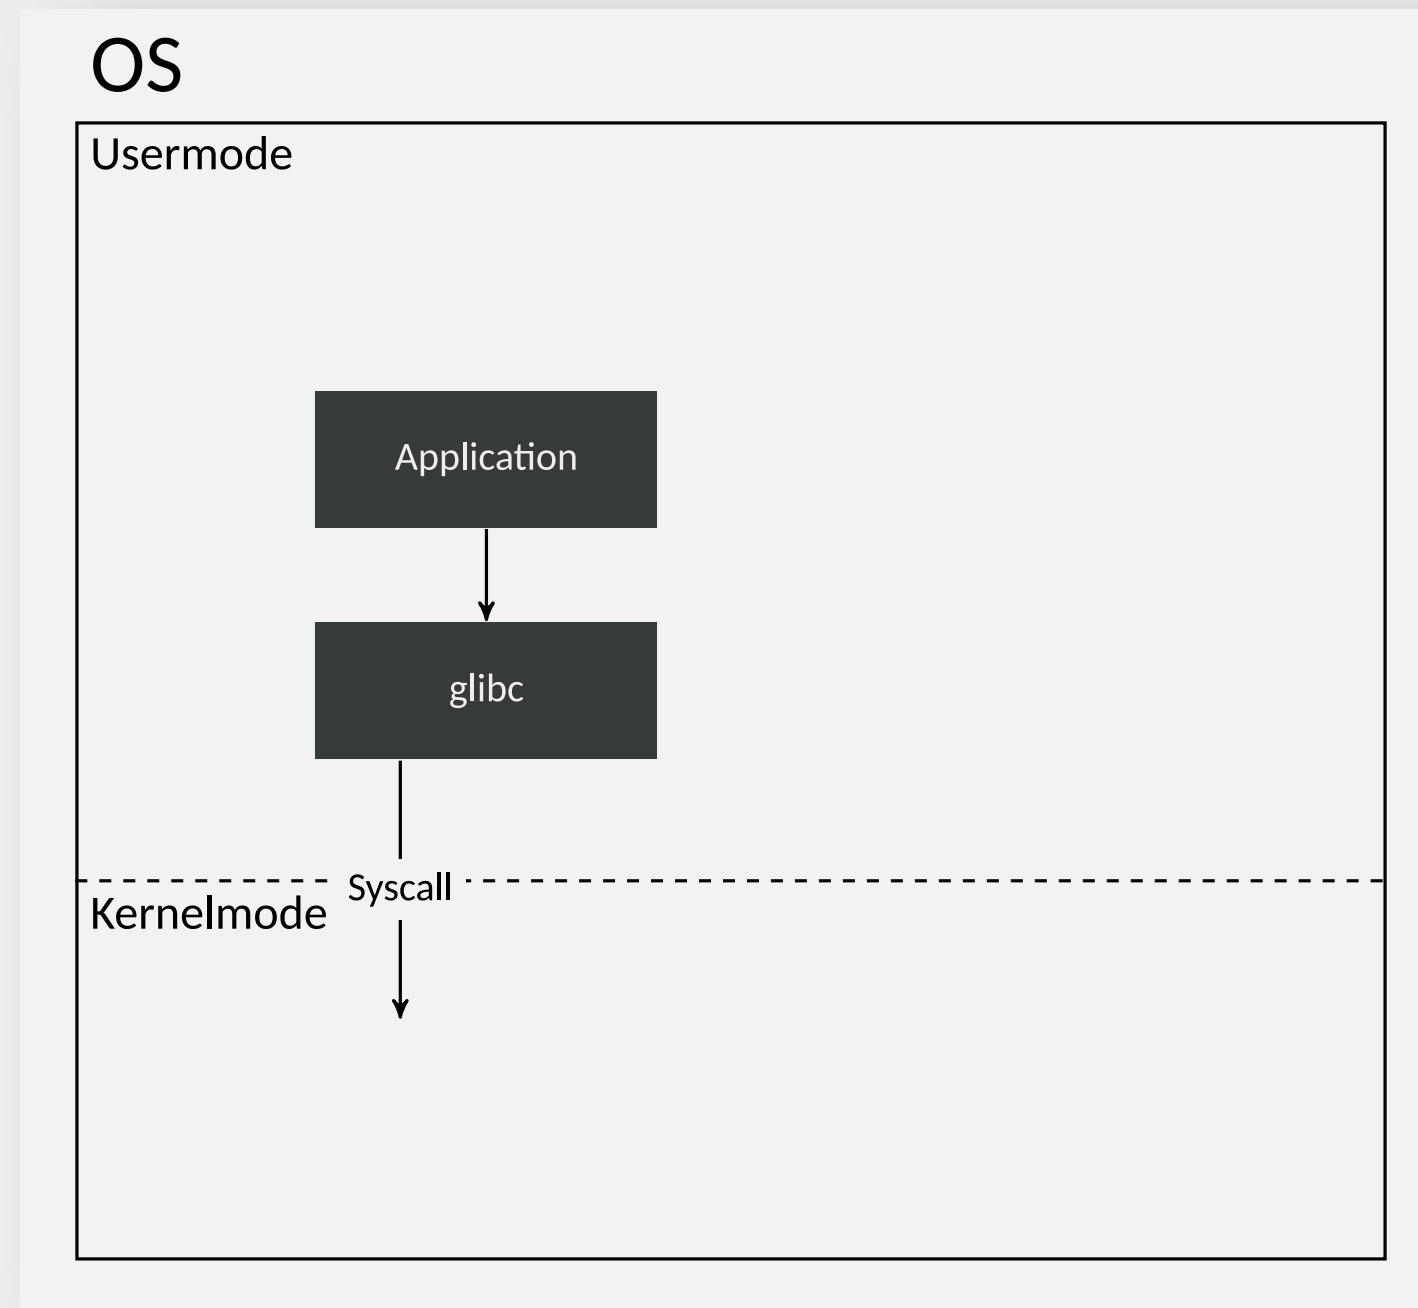 OS
Usermode
Application
glibc
Syscall
Kernelmode